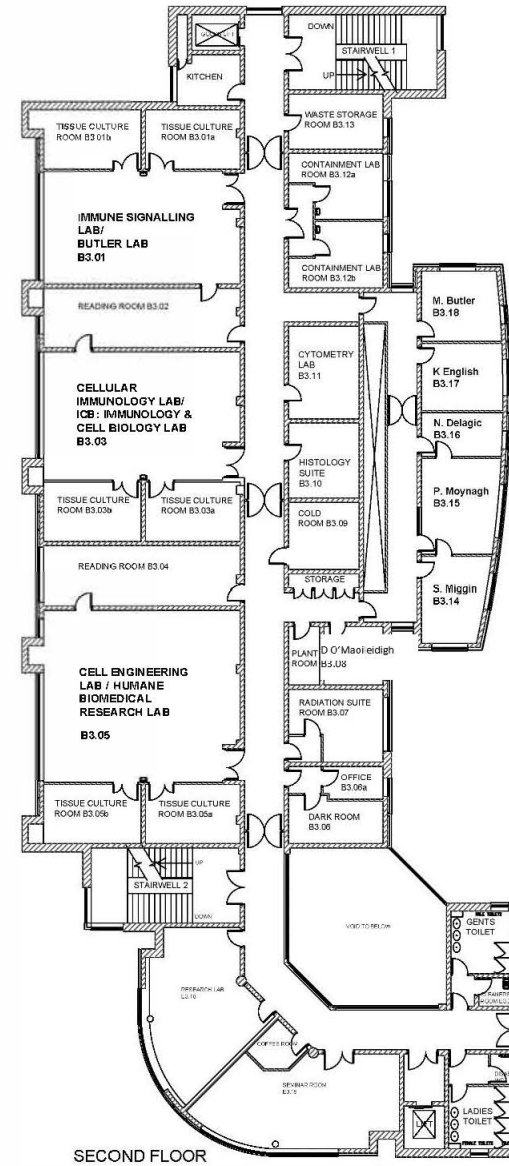 DOWN
STAIRWELL 1
UP
KITCHEN
WASTE STORAGE
ROOM B3.13
TISSUE CULTURE
ROOM B3.01b
TISSUE CULTURE
ROOM B3.01a
CONTAINMENT LAB
ROOM B3.12a
IMMUNE SIGNALLING
LAB/
BUTLER LAB
B3.01
CONTAINMENT LAB
ROOM B3.12b
READING ROOM B3.02
M. Butler
B3.18
CYTOMETRY
LAB
B3.11
K English
B3.17
CELLULAR
IMMUNOLOGY LAB/
ICB: IMMUNOLOGY &
CELL BIOLOGY LAB
B3.03
N. Delagic
B3.16
HISTOLOGY
SUITE
B3.10
P. Moynagh
B3.15
TISSUE CULTURE
ROOM B3.03b
TISSUE CULTURE
ROOM B3.03a
COLD
ROOM B3.09
READING ROOM B3.04
STORAGE
S. Miggin
B3.14
PLANT
ROOM
D O'Maoileidigh
B3.08
CELL ENGINEERING
LAB / HUMANE
BIOMEDICAL
RESEARCH LAB
B3.05
RADIATION SUITE
ROOM B3.07
OFFICE
B3.06a
TISSUE CULTURE
ROOM B3.05b
TISSUE CULTURE
ROOM B3.05a
DARK ROOM
B3.06
UP
STAIRWELL 2
DOWN
VOID TO BELOW
GENTS
TOILET
RESEARCH LAB
COFFEE ROOM
SEMINAR ROOM
LIFT
LADIES
TOILET
FEMALE TOILETS
SECOND FLOOR